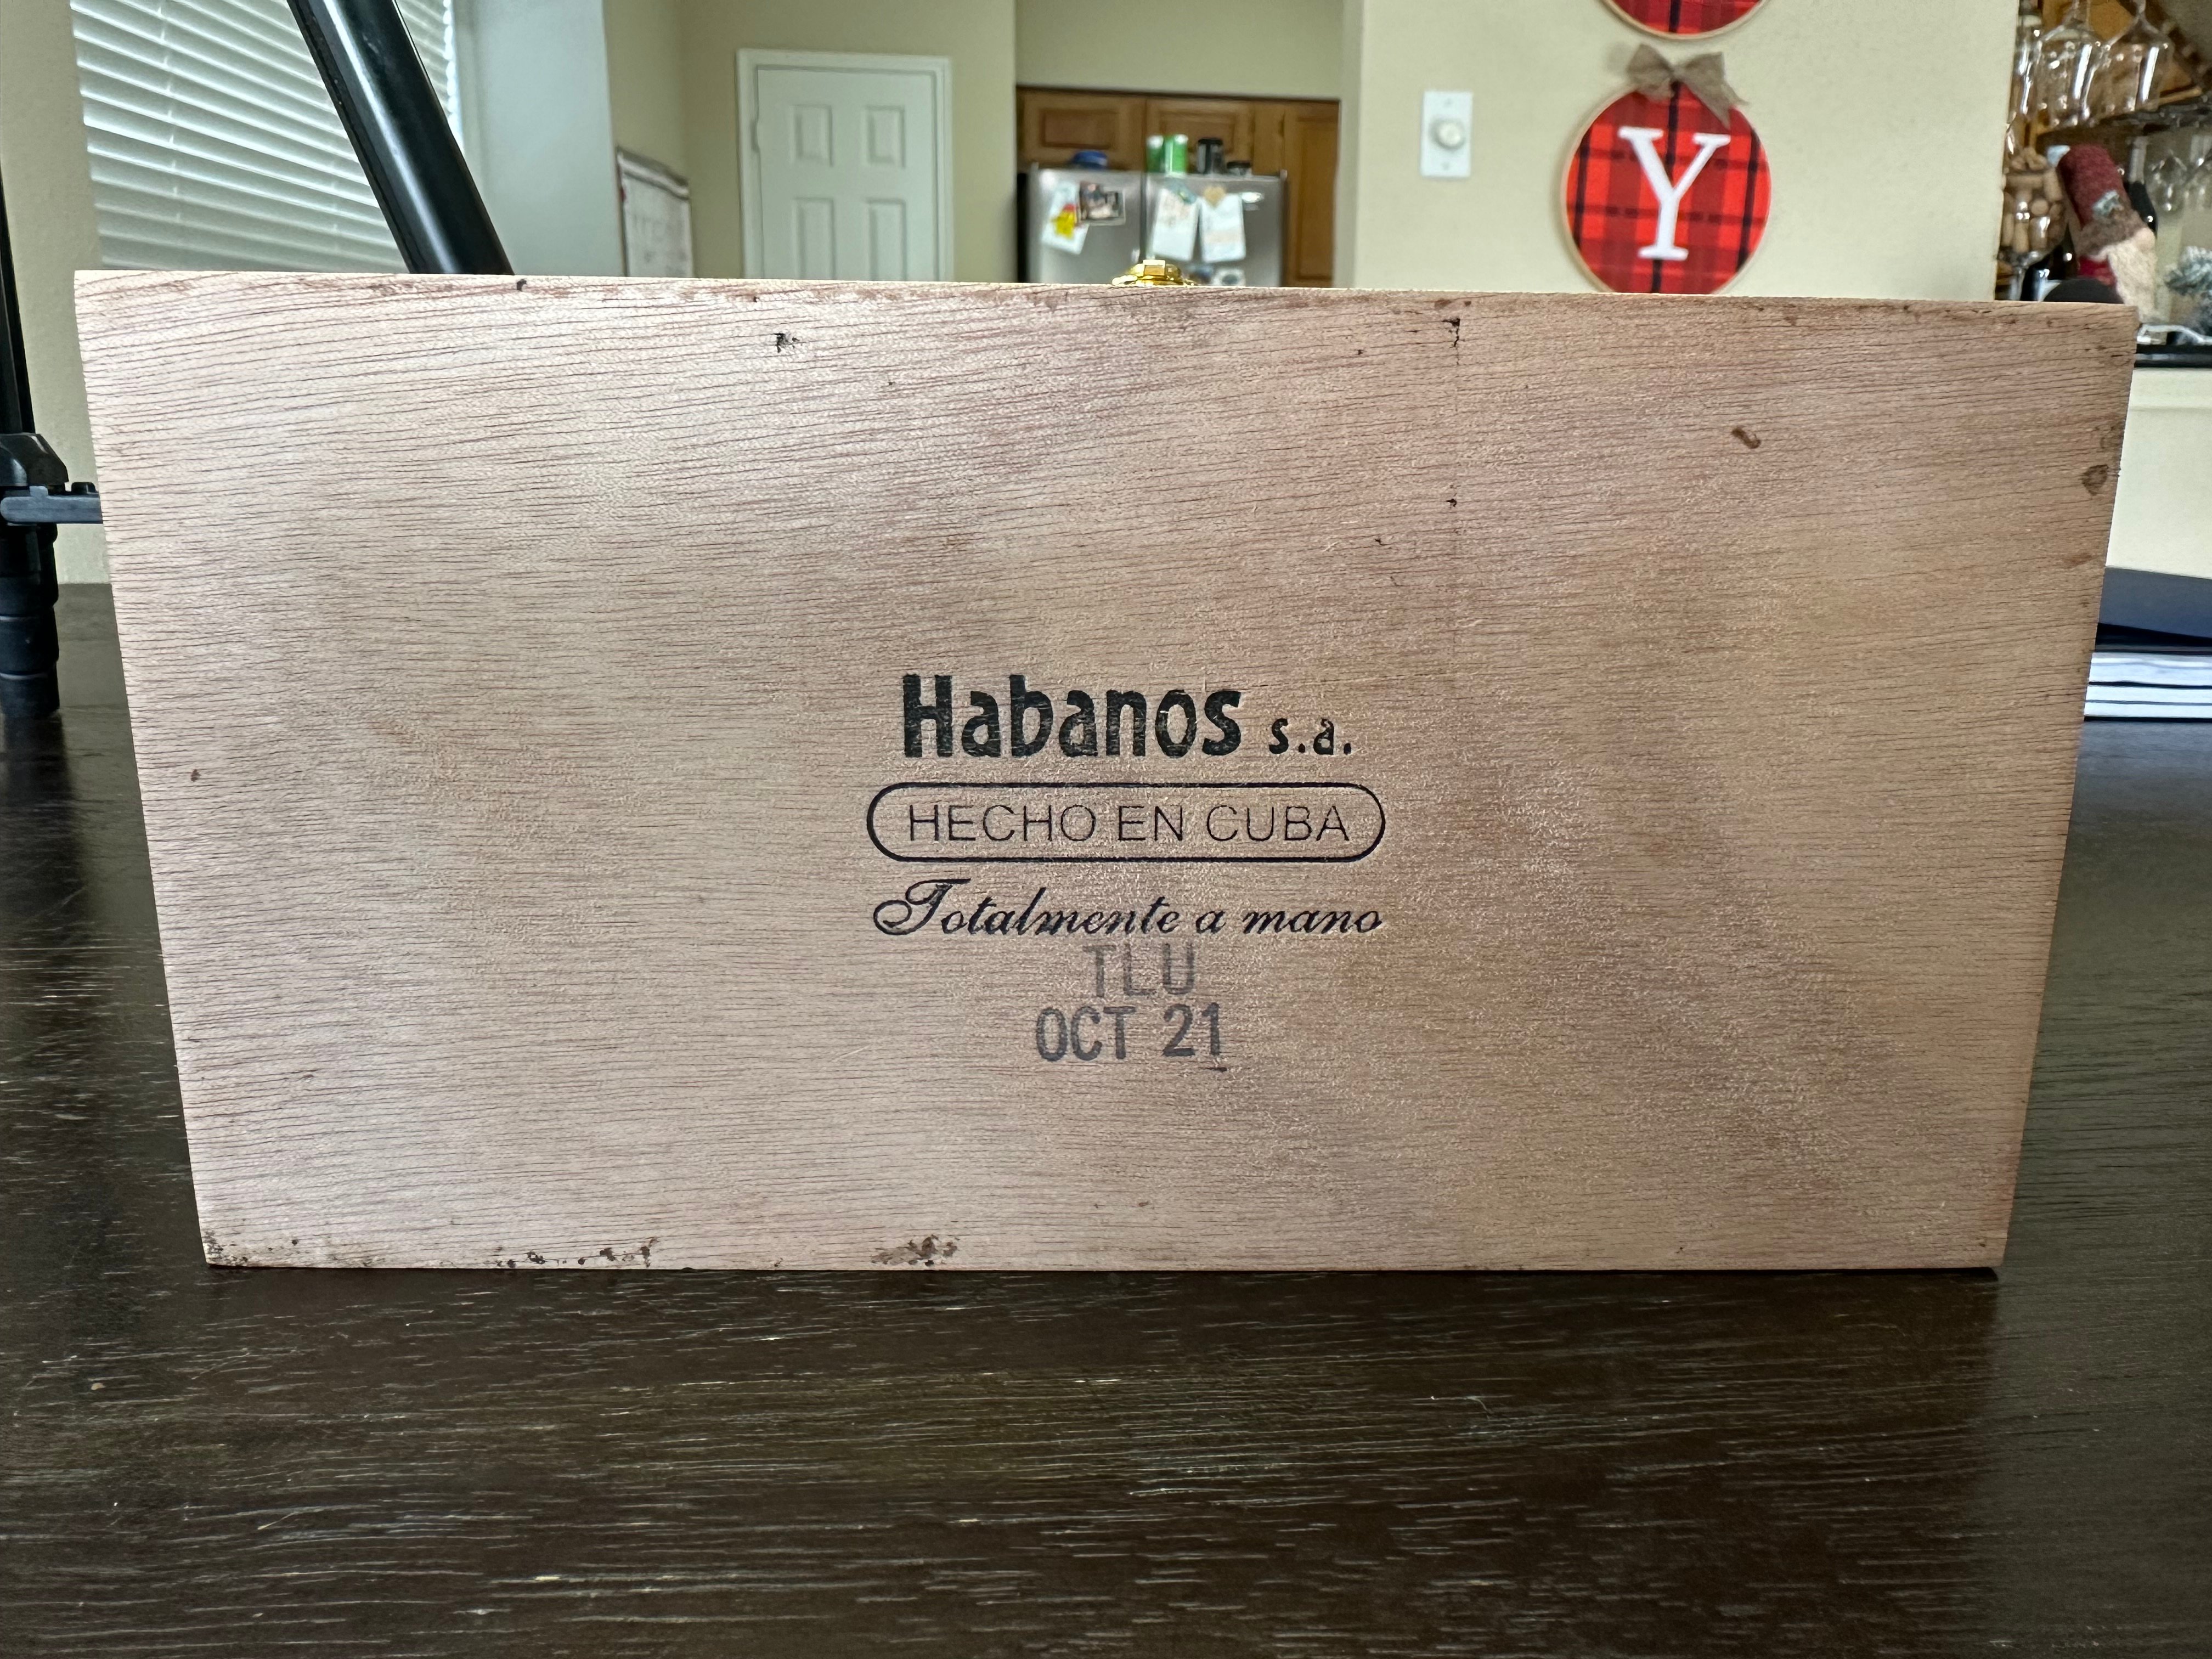 Y
Habanos s.a.
HECHO EN CUBA
Totalmente a mano
TLU
OCT 21